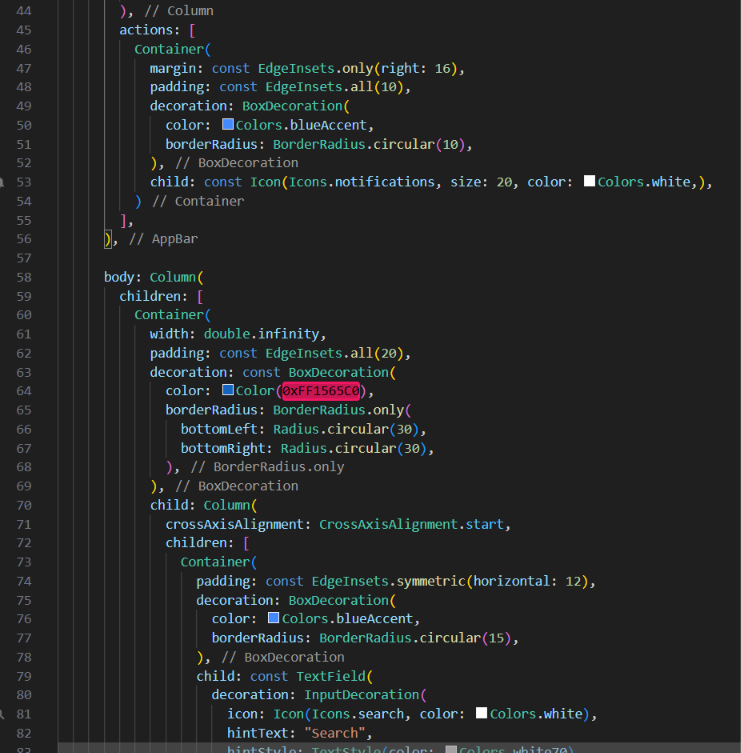 44 ), // Column
45 actions: [
46 Container(
47 margin: const EdgeInsets.only(right: 16),
48 padding: const EdgeInsets.all(10),
49 decoration: BoxDecoration(
50 color: Colors.blueAccent,
51 borderRadius: BorderRadius.circular(10),
52 ), // BoxDecoration
53 child: const Icon(Icons.notifications, size: 20, color: Colors.white,),
54 ) // Container
55 ],
56 ), // AppBar
57
58 body: Column(
59 children: [
60 Container(
61 width: double.infinity,
62 padding: const EdgeInsets.all(20),
63 decoration: const BoxDecoration(
64 color: Color(0xFF1565C0),
65 borderRadius: BorderRadius.only(
66 bottomLeft: Radius.circular(30),
67 bottomRight: Radius.circular(30),
68 ), // BorderRadius.only
69 ), // BoxDecoration
70 child: Column(
71 crossAxisAlignment: CrossAxisAlignment.start,
72 children: [
73 Container(
74 padding: const EdgeInsets.symmetric(horizontal: 12),
75 decoration: BoxDecoration(
76 color: Colors.blueAccent,
77 borderRadius: BorderRadius.circular(15),
78 ), // BoxDecoration
79 child: const TextField(
80 decoration: InputDecoration(
81 icon: Icon(Icons.search, color: Colors.white),
82 hintText: "Search",
83 hintStyle: TextStyle(color: Colors.white70)